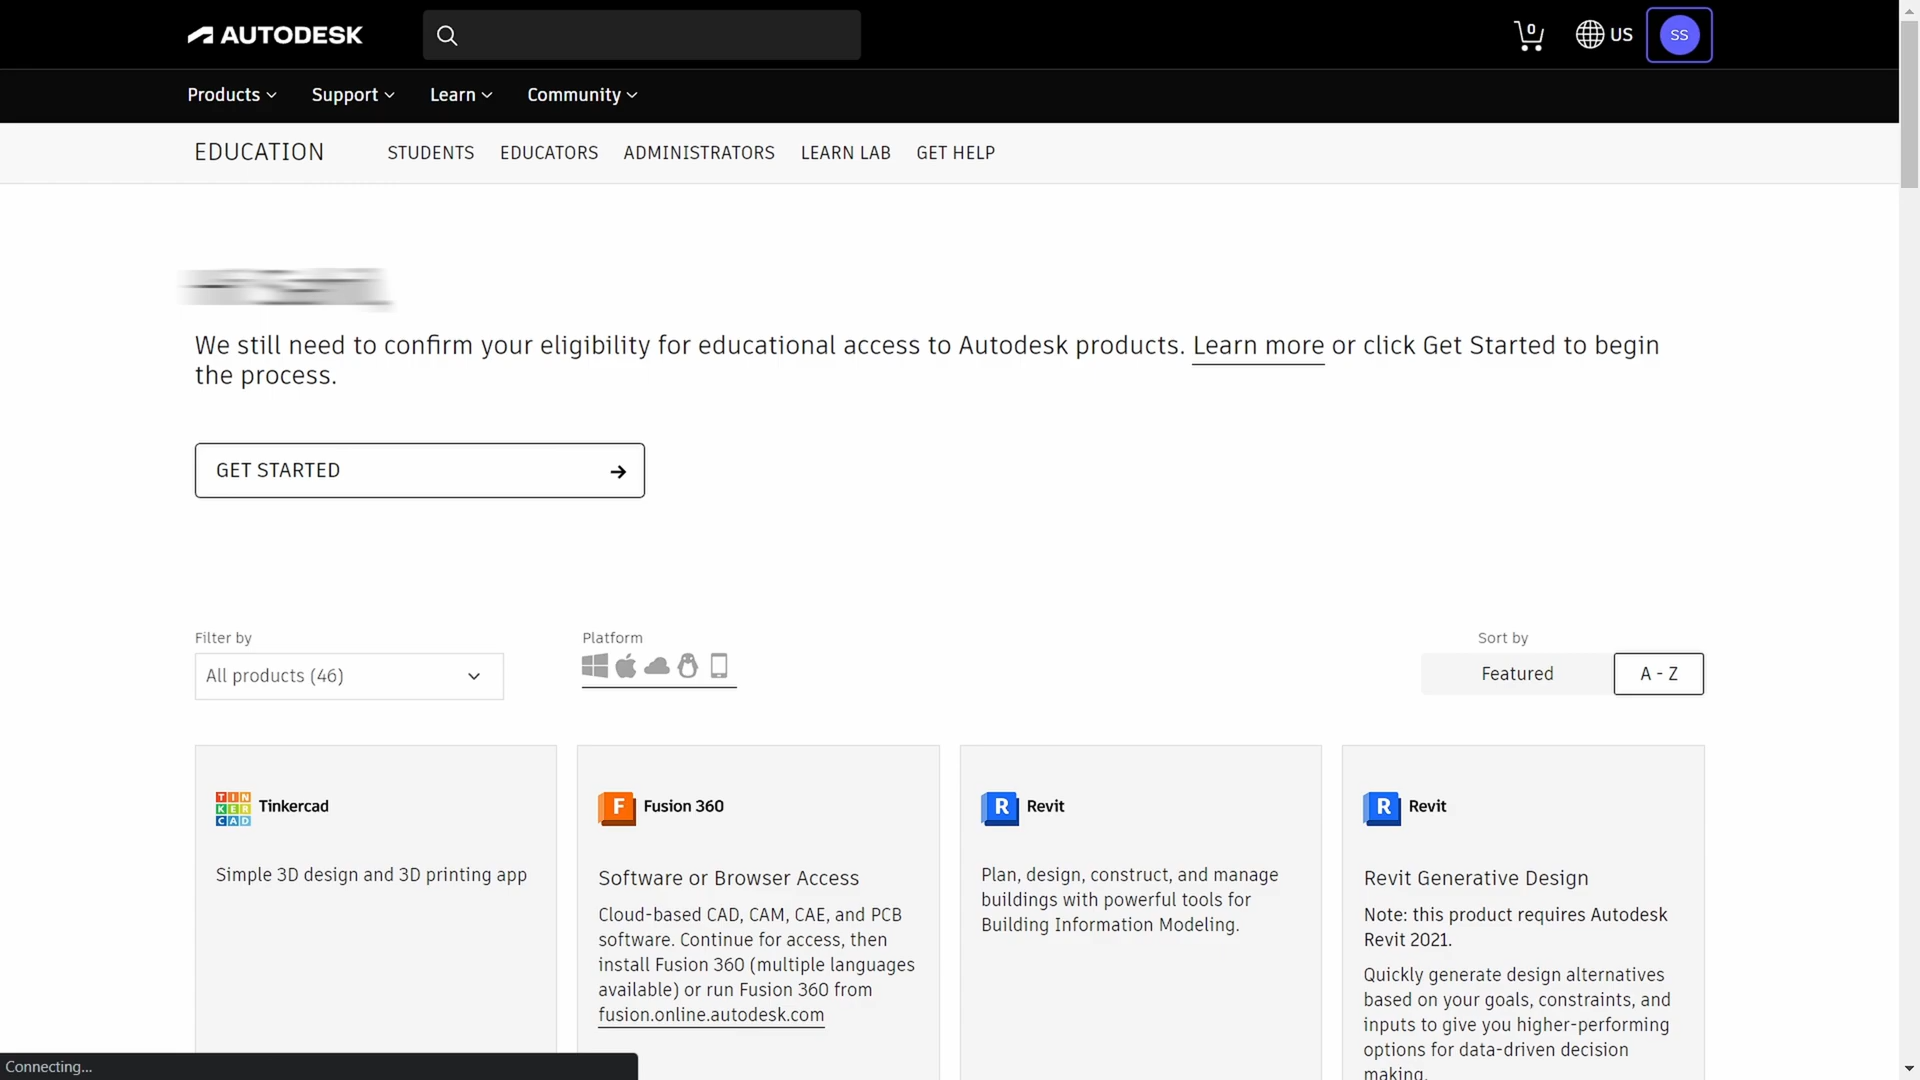 AUTODESK
0
US
SS
Products
Support
Learn
Community
EDUCATION
STUDENTS
EDUCATORS
ADMINISTRATORS
LEARN LAB
GET HELP
We still need to confirm your eligibility for educational access to Autodesk products. Learn more or click Get Started to begin
the process.
GET STARTED
Filter by
All products (46)
Platform
Sort by
Featured
A - Z
TIN
KER
CAD
Tinkercad
Simple 3D design and 3D printing app
F
Fusion 360
Software or Browser Access
Cloud-based CAD, CAM, CAE, and PCB
software. Continue for access, then
install Fusion 360 (multiple languages
available) or run Fusion 360 from
fusion.online.autodesk.com
R
Revit
Plan, design, construct, and manage
buildings with powerful tools for
Building Information Modeling.
R
Revit
Revit Generative Design
Note: this product requires Autodesk
Revit 2021.
Quickly generate design alternatives
based on your goals, constraints, and
inputs to give you higher-performing
options for data-driven decision
making.
Connecting...